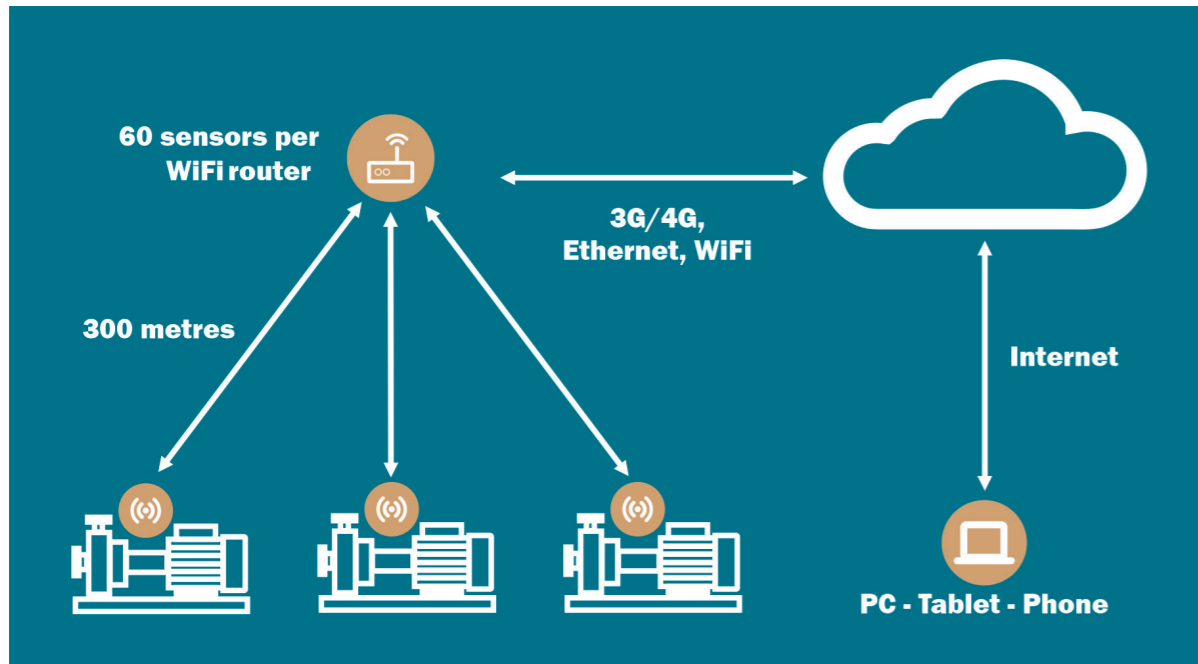 60 sensors per
WiFi router
3G/4G,
Ethernet, WiFi
300 metres
Internet
PC - Tablet - Phone